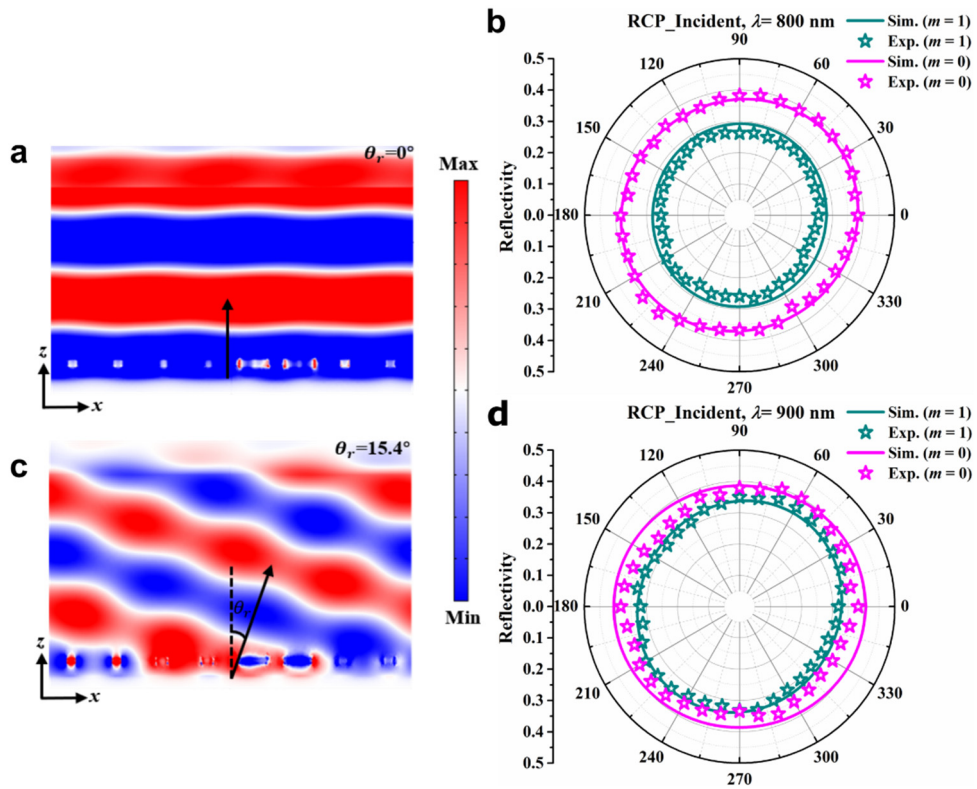 a
θr=0°
z
x
Max
Min
c
θr=15.4°
θr
z
x
b
RCP_Incident, λ= 800 nm
Sim. (m = 1)
Exp. (m = 1)
Sim. (m = 0)
Exp. (m = 0)
90
120
60
150
30
180
0
210
330
240
300
270
0.5
0.4
0.3
0.2
0.1
0.0
0.1
0.2
0.3
0.4
0.5
Reflectivity
d
RCP_Incident, λ= 900 nm
Sim. (m = 1)
Exp. (m = 1)
Sim. (m = 0)
Exp. (m = 0)
90
120
60
150
30
180
0
210
330
240
300
270
0.5
0.4
0.3
0.2
0.1
0.0
0.1
0.2
0.3
0.4
0.5
Reflectivity